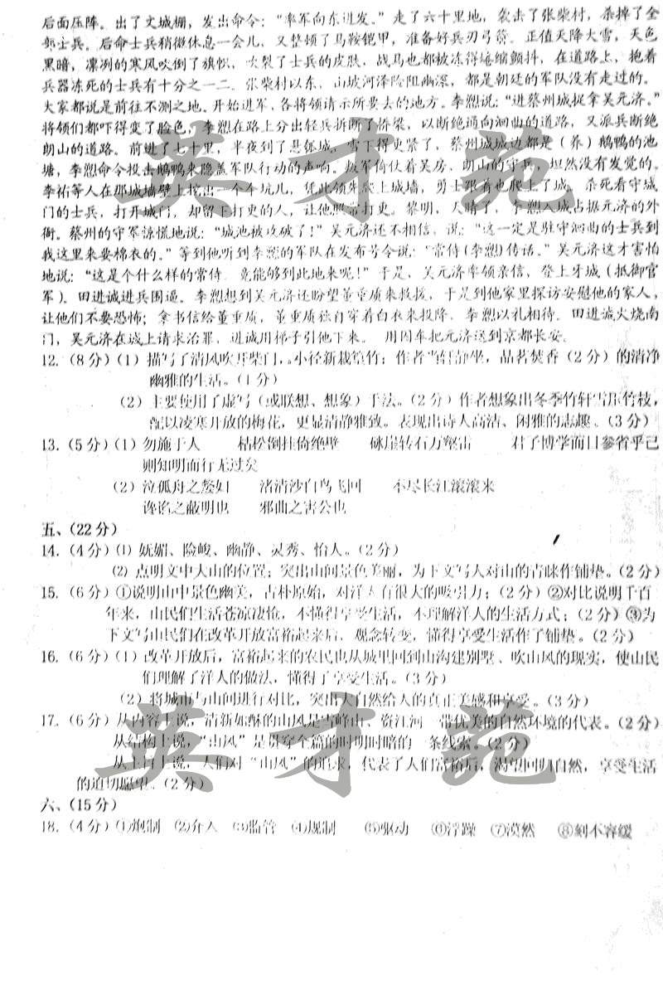 后面压阵。出了文城栅，发出命令：“率军向东进发。”走了六十里地，袭击了张柴村，杀掉了全
部士兵。后命士兵稍微休息一会儿，又整顿了马鞍铠甲，准备好兵刃弓箭。正值天降大雪，天色
黑暗，凛冽的寒风吹倒了旗帜，吹裂了士兵的皮肤，战马也都被冻得蜷缩颤抖，在道路上，抱着
兵器冻死的士兵有十分之一二。张柴村以东，山坡河泽险阻幽深，都是朝廷的军队没有走过的。
大家都说是前往不测之地。开始进军，各将领请示所要去的地方。李愬说：“进蔡州城捉拿吴元济。”
将领们都吓得变了脸色，李愬在路上分出轻兵拆断了桥梁，以断绝通向洄曲的道路，又派兵断绝
朗山的道路。前进了七十里，半夜到了悬瓠城，雪下得更紧了，蔡州城城边都是（养）鹅鸭的池
塘，李愬命令投击鹅鸭来隐盖军队行动的声响。叛军倚仗着吴房、朗山的守兵，坦然没有发觉的。
李祐等人在那城墙壁上挖出一个个坑儿，凭此领先爬上城墙，勇士跟着也爬上了城，杀死看守城
门的士兵，打开城门，却留下打更的人，让他照常打更。黎明，天晴了，李愬入城占据元济的外
衙。蔡州的守军惊慌地说：“城池被攻破了！”吴元济还不相信，说：“这一定是驻守洄曲的士兵到
我这里来要棉衣的。”等到他听到李愬的军队在发布号令说：“常侍（李愬）传话。”吴元济这才害怕
地说：“这是个什么样的常侍 竟能够到此地来呢！”于是，吴元济率领亲信，登上牙城（抵御官
军）。田进诚进兵围逼。李愬想到吴元济还盼望董重质来救援，于是到他家里探访安慰他的家人，
让他们不要恐怖；拿书信给董重质，董重质独自穿着白衣来投降，李愬以礼相待。田进诚火烧南
门，吴元济在城上请求治罪，进诚用梯子引他下来。 用囚车把元济送到京都长安。
12.（8分）（1）描写了清风吹开柴门，小径新栽篁竹；作者当轩静坐，品茗焚香（2分）的清净
幽雅的生活。（1分）
（2）主要使用了虚写（或联想、想象）手法。（2分）作者想象出冬季竹轩雪压竹枝，
配以凌寒开放的梅花，更显清静雅致。表现出诗人高洁、闲雅的志趣。（3分）
13.（5分）（1）勿施于人 枯松倒挂倚绝壁 砯崖转石万壑雷 君子博学而日参省乎己
则知明而行无过矣
（2）泣孤舟之嫠妇 渚清沙白鸟飞回 不尽长江滚滚来
谗谄之蔽明也 邪曲之害公也
五、（22分）
14.（4分）⑴ 妩媚、险峻、幽静、灵秀、怡人。（2分）
⑵ 点明文中大山的位置；突出山间景色美丽，为下文写人对山的青睐作铺垫。（2分）
15.（6分）①说明山中景色幽美，古朴原始，对洋人有很大的吸引力；（2分）②对比说明千百
年来，山民们生活苍凉凄怆，不懂得享受生活，不理解洋人的生活方式；（2分）③为
下文写山民们在改革开放富裕起来后，观念转变，懂得享受生活作了铺垫。（2分）
16.（6分）（1）改革开放后，富裕起来的农民也从城里回到山沟建别墅、吹山风的现实，使山民
们理解了洋人的做法，懂得了享受生活。（3分）
（2）将城市与山间进行对比，突出大自然给人的真正美感和享受。（3分）
17.（6分）从内容上说，清新如酥的山风是雪峰山、资江河一带优美的自然环境的代表。（2分）
从结构上说，“山风”是贯穿全篇的时明时暗的一条线索。（2分）
从主旨上说，人们对“山风”的追求，代表了人们富裕后，渴望回归自然，享受生活
的迫切愿望。（2分）
六、（15分）
18.（4分）⑴炮制 ⑵介入 ⑶监管 ⑷规制 ⑸驱动 ⑹浮躁 ⑺漠然 ⑧刻不容缓
英才苑
英才苑